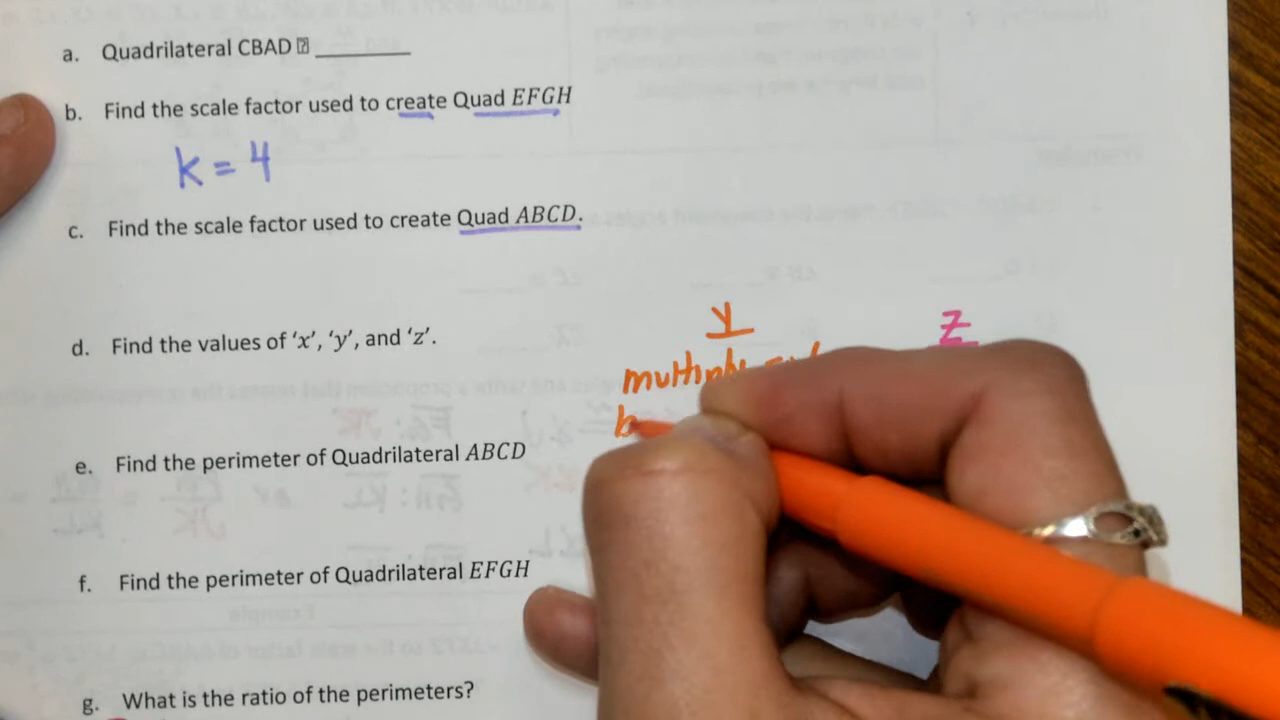 a. Quadrilateral CBAD ⍰ ________
b. Find the scale factor used to create Quad EFGH
k = 4
c. Find the scale factor used to create Quad ABCD.
d. Find the values of ‘x’, ‘y’, and ‘z’.
y
z
multiply
e. Find the perimeter of Quadrilateral ABCD
f. Find the perimeter of Quadrilateral EFGH
g. What is the ratio of the perimeters?